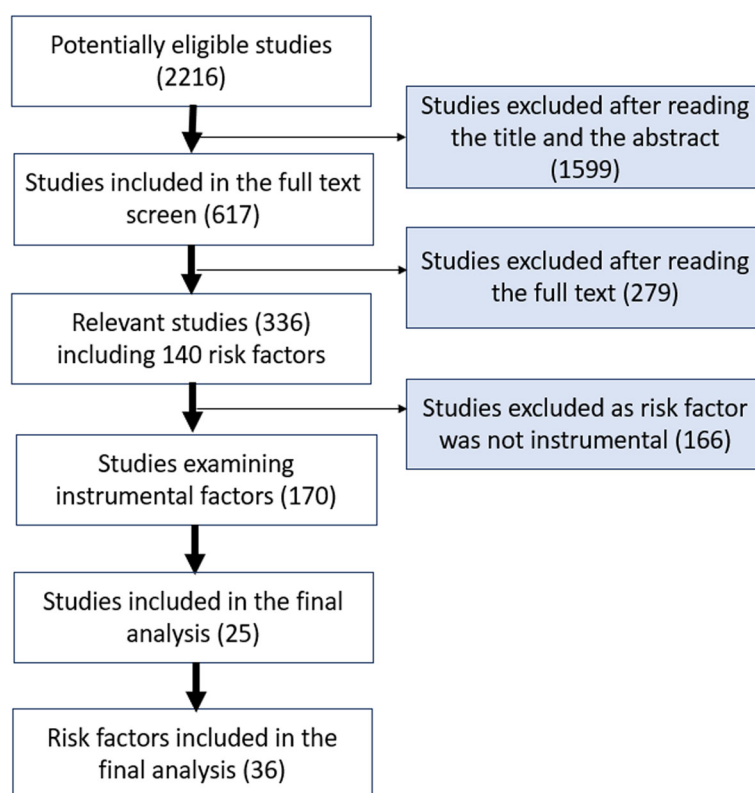 Potentially eligible studies
(2216)
Studies excluded after reading
the title and the abstract
(1599)
Studies included in the full text
screen (617)
Studies excluded after reading
the full text (279)
Relevant studies (336)
including 140 risk factors
Studies excluded as risk factor
was not instrumental (166)
Studies examining
instrumental factors (170)
Studies included in the final
analysis (25)
Risk factors included in the
final analysis (36)